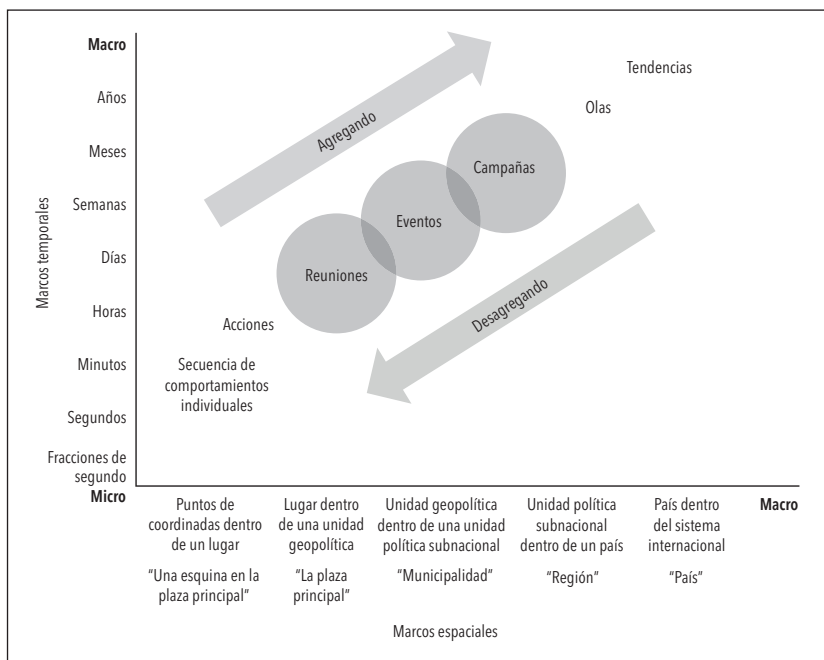 Macro
Años
Meses
Semanas
Días
Horas
Minutos
Segundos
Fracciones de
segundo
Micro
Marcos temporales
Agregando
Tendencias
Olas
Campañas
Eventos
Reuniones
Desagregando
Acciones
Secuencia de
comportamientos
individuales
Puntos de
coordinadas dentro
de un lugar
"Una esquina en la
plaza principal"
Lugar dentro
de una unidad
geopolítica
"La plaza
principal"
Unidad geopolítica
dentro de una unidad
política subnacional
"Municipalidad"
Unidad política
subnacional
dentro de un país
"Región"
País dentro
del sistema
internacional
"País"
Macro
Marcos espaciales